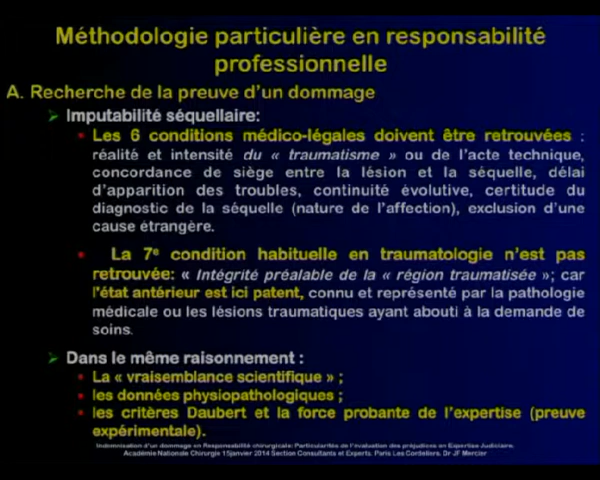 Méthodologie particulière en responsabilité
professionnelle
A. Recherche de la preuve d'un dommage
Imputabilité séquellaire:
Les 6 conditions médico-légales doivent être retrouvées :
réalité et intensité du « traumatisme » ou de l'acte technique,
concordance de siège entre la lésion et la séquelle, délai
d'apparition des troubles, continuité évolutive, certitude du
diagnostic de la séquelle (nature de l'affection), exclusion d'une
cause étrangère.
La 7e condition habituelle en traumatologie n'est pas
retrouvée: « Intégrité préalable de la « région traumatisée »; car
l'état antérieur est ici patent, connu et représenté par la pathologie
médicale ou les lésions traumatiques ayant abouti à la demande de
soins.
Dans le même raisonnement :
La « vraisemblance scientifique » ;
les données physiopathologiques ;
les critères Daubert et la force probante de l'expertise (preuve
expérimentale).
Indemnisation d'un dommage en Responsabilité chirurgicale: Particularités de l'évaluation des préjudices en Expertise Judiciaire.
Académie Nationale Chirurgie 15janvier 2014 Section Consultants et Experts. Paris Les Cordeliers. Dr JF Mercier